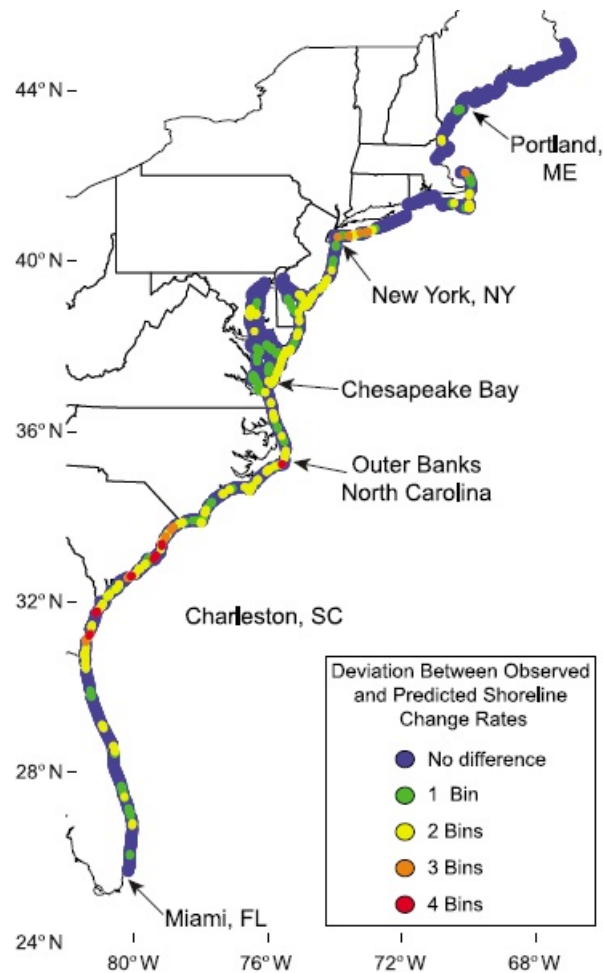 44°N
Portland,
ME
40°N
New York, NY
Chesapeake Bay
36°N
Outer Banks
North Carolina
32°N
Charleston, SC
Deviation Between Observed
and Predicted Shoreline
Change Rates
No difference
1 Bin
2 Bins
3 Bins
4 Bins
28°N
Miami, FL
24°N
80°W
76°W
72°W
68°W